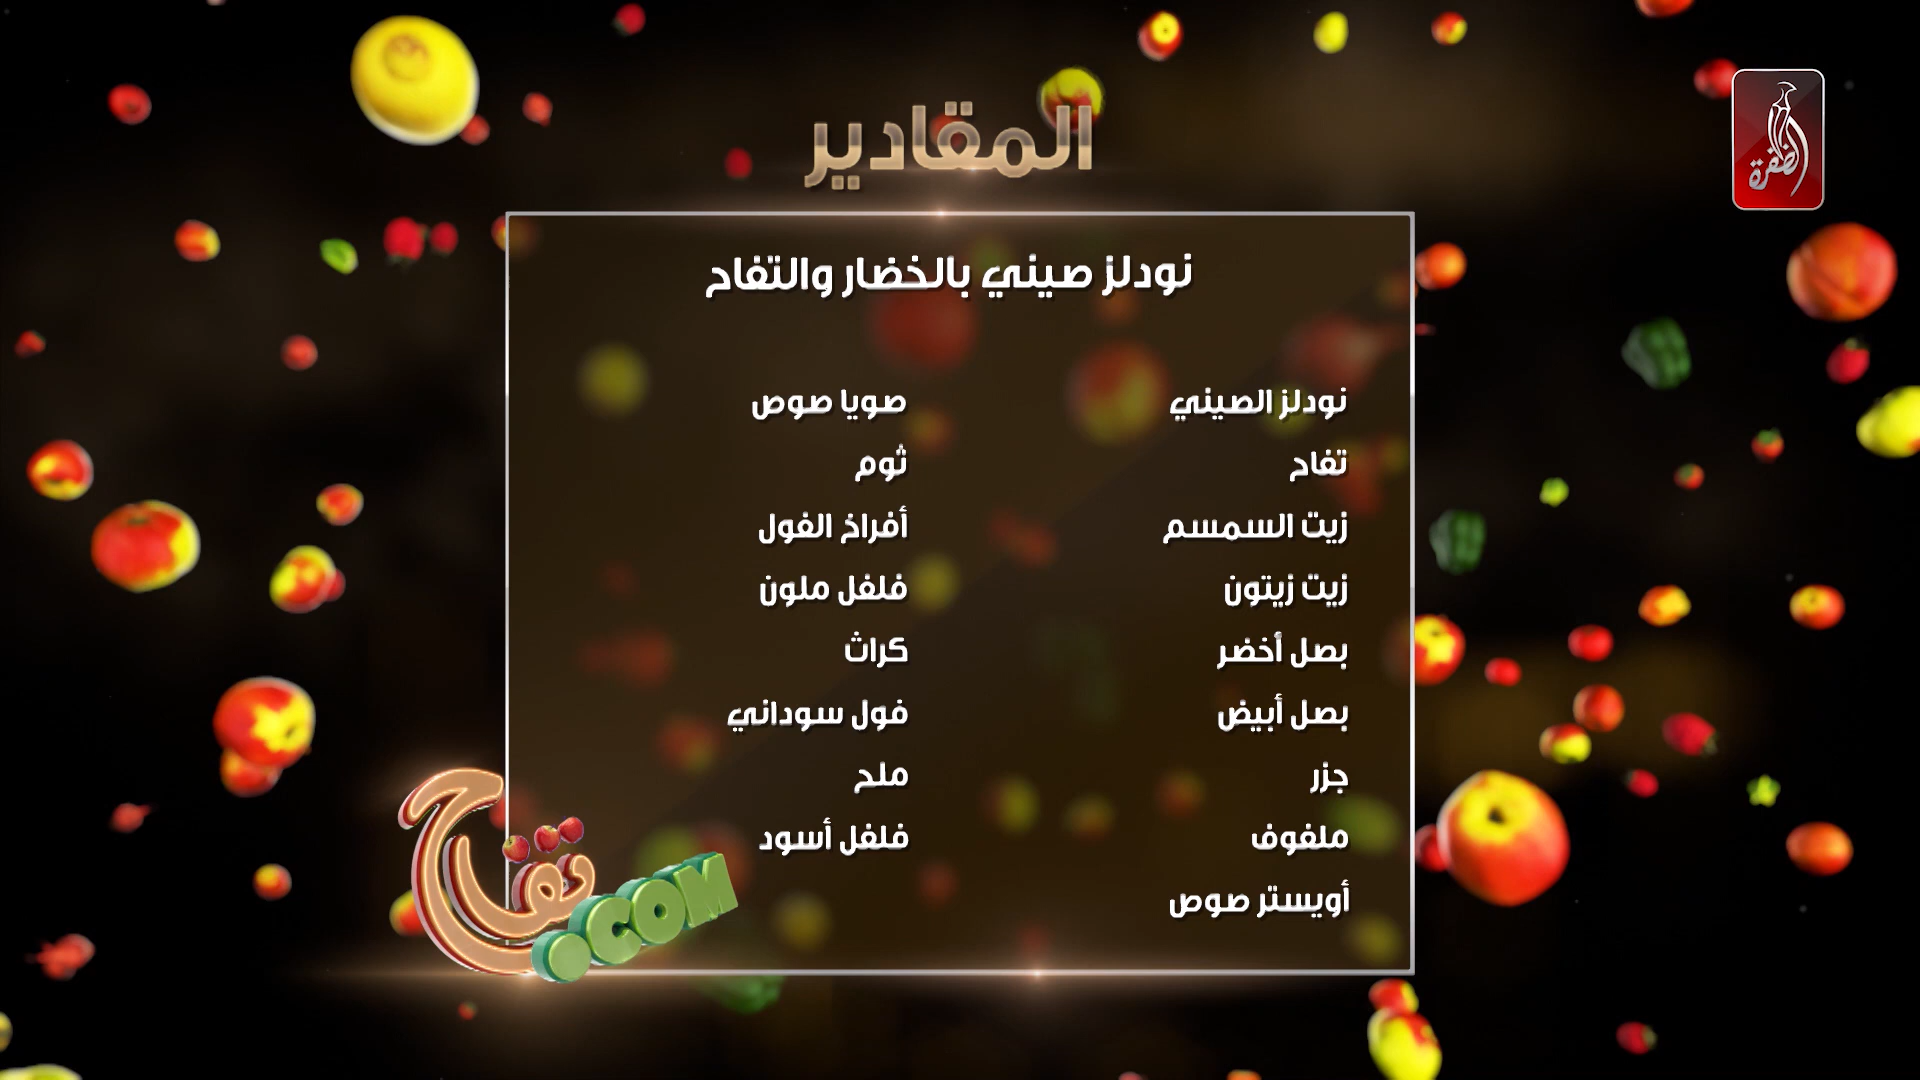 المقادير
الظفرة
نودلز صيني بالخضار والتفاح
نودلز الصيني
تفاح
زيت السمسم
زيت زيتون
بصل أخضر
بصل أبيض
جزر
ملفوف
أويستر صوص
صويا صوص
ثوم
أفراخ الفول
فلفل ملون
كراث
فول سوداني
ملح
فلفل أسود
تفاح
.COM